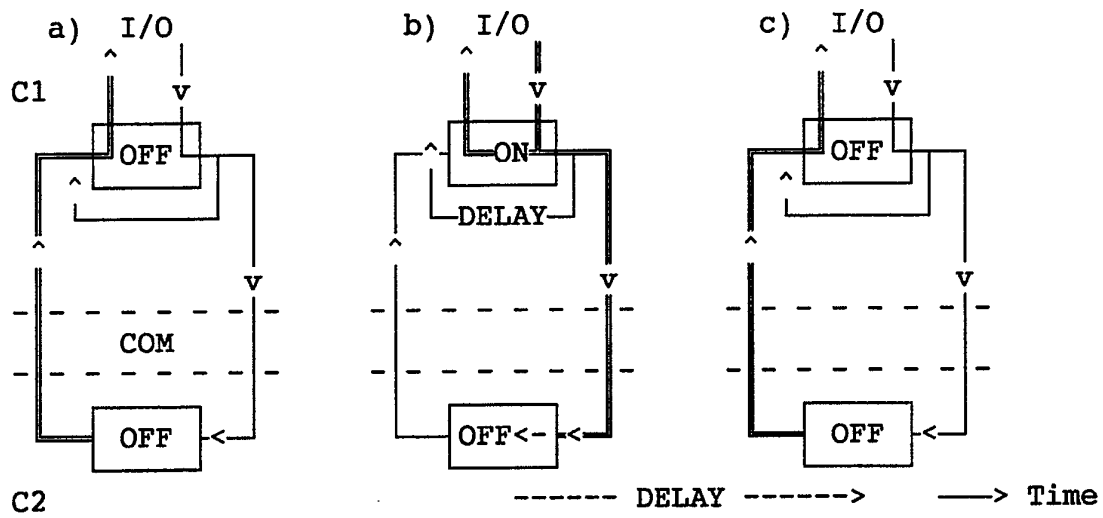 a) I/O b) I/O c) I/O
^ ^ ^
C1 v v v
OFF ON OFF
^ ^ ^
DELAY
^ ^ ^
v v v
COM
OFF < OFF<- < OFF <
C2 ------ DELAY ------> ——> Time